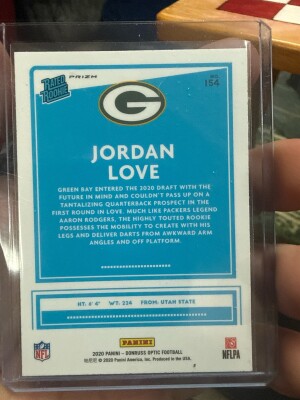 RATED ROOKIE
PRIZM
NO. 154
G
JORDAN
LOVE
GREEN BAY ENTERED THE 2020 DRAFT WITH THE
FUTURE IN MIND AND COULDN'T PASS UP ON A
TANTALIZING QUARTERBACK PROSPECT IN THE
FIRST ROUND IN LOVE. MUCH LIKE PACKERS LEGEND
AARON RODGERS, THE HIGHLY TOUTED ROOKIE
POSSESSES THE MOBILITY TO CREATE WITH HIS
LEGS AND DELIVER DARTS FROM AWKWARD ARM
ANGLES AND OFF PLATFORM.
HT: 6' 4" WT: 224 FROM: UTAH STATE
NFL
PANINI
NFLPA
2020 PANINI – DONRUSS OPTIC FOOTBALL
© 2020 Panini America, Inc. Produced in the USA.